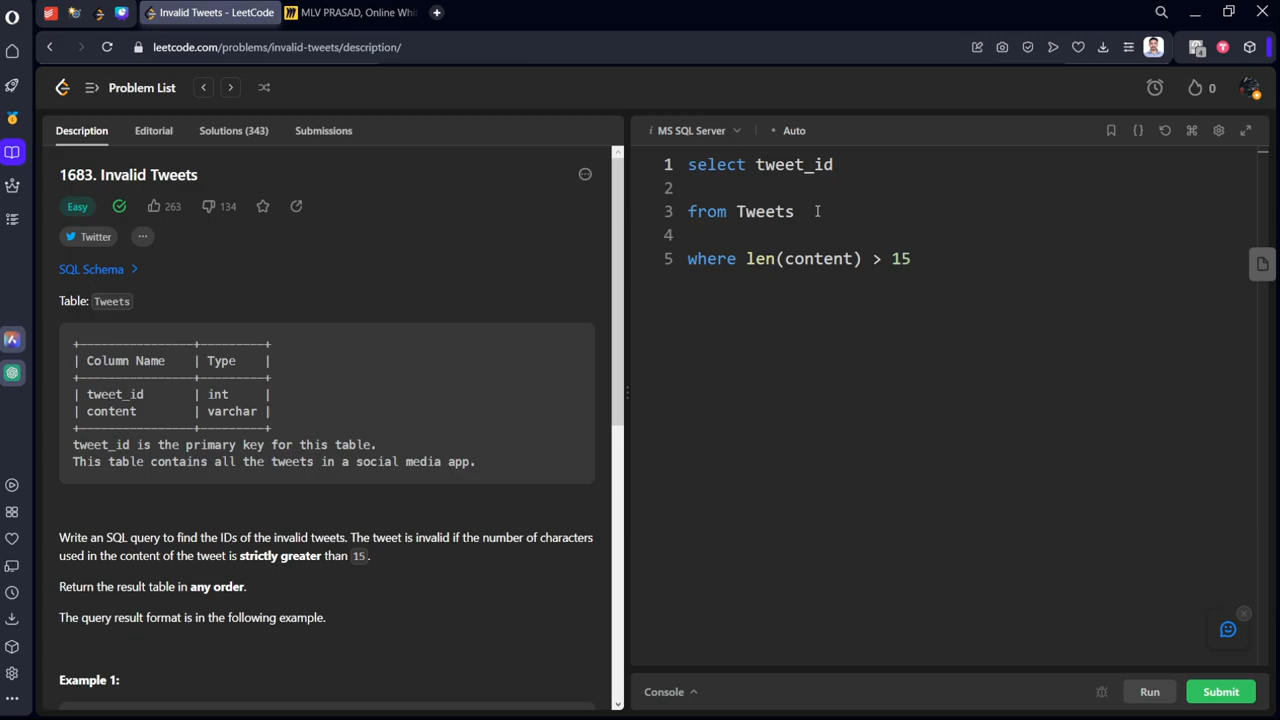 Invalid Tweets - LeetCode
MLV PRASAD, Online Whi
leetcode.com/problems/invalid-tweets/description/
4
Problem List
0
Description
Editorial
Solutions (343)
Submissions
1683. Invalid Tweets
Easy
263
134
Twitter
...
SQL Schema >
Table: Tweets
+----------------+---------+
| Column Name    | Type    |
+----------------+---------+
| tweet_id       | int     |
| content        | varchar |
+----------------+---------+
tweet_id is the primary key for this table.
This table contains all the tweets in a social media app.
Write an SQL query to find the IDs of the invalid tweets. The tweet is invalid if the number of characters
used in the content of the tweet is strictly greater than 15.
Return the result table in any order.
The query result format is in the following example.
Example 1:
i MS SQL Server
• Auto
1 select tweet_id
2
3 from Tweets
4
5 where len(content) > 15
Console
Run
Submit